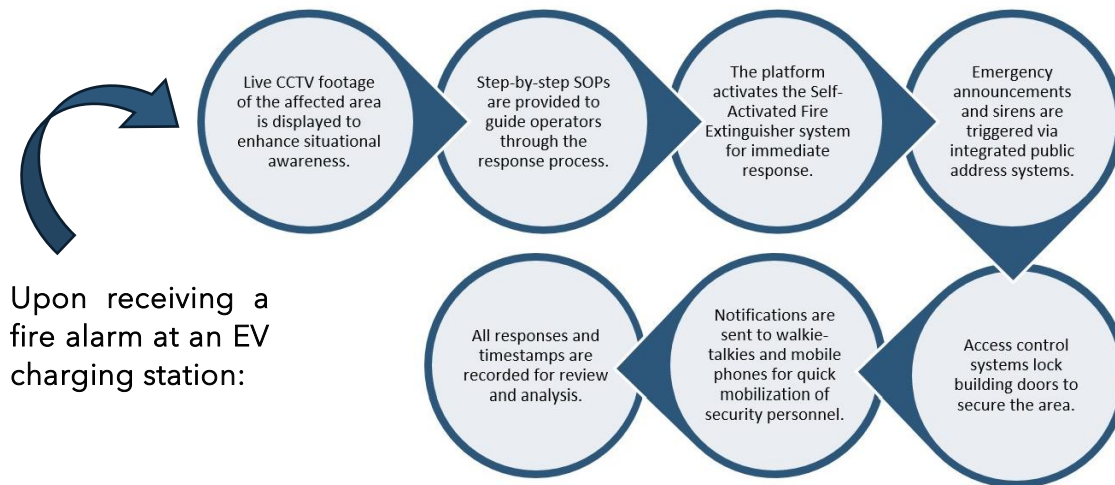 Upon receiving a
fire alarm at an EV
charging station:
Live CCTV footage
of the affected area
is displayed to
enhance situational
awareness.
Step-by-step SOPs
are provided to
guide operators
through the
response process.
The platform
activates the Self-
Activated Fire
Extinguisher system
for immediate
response.
Emergency
announcements
and sirens are
triggered via
integrated public
address systems.
Access control
systems lock
building doors to
secure the area.
Notifications are
sent to walkie-
talkies and mobile
phones for quick
mobilization of
security personnel.
All responses and
timestamps are
recorded for review
and analysis.